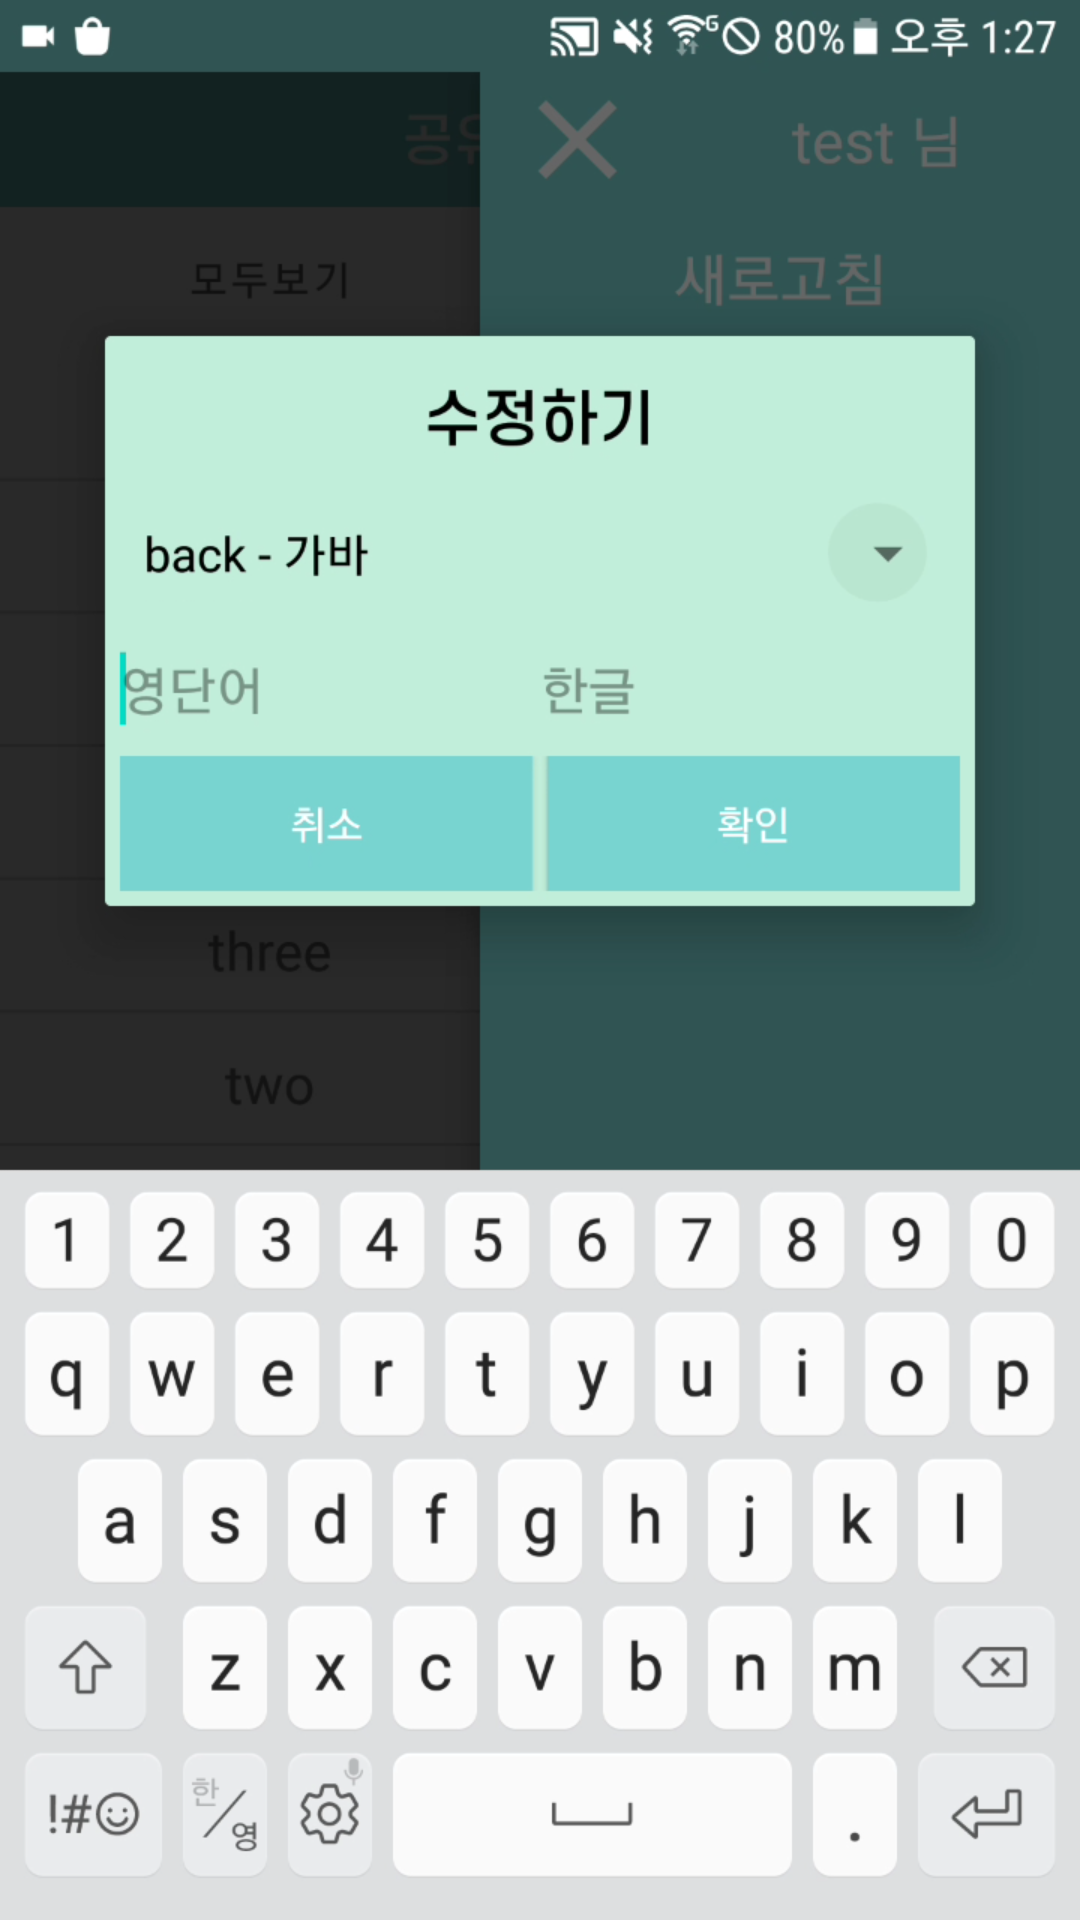 80% 오후 1:27
공유
test 님
모두보기
새로고침
수정하기
back - 가바
영단어 한글
취소 확인
three
two
1 2 3 4 5 6 7 8 9 0
q w e r t y u i o p
a s d f g h j k l
z x c v b n m
!#☺ 한/영 .